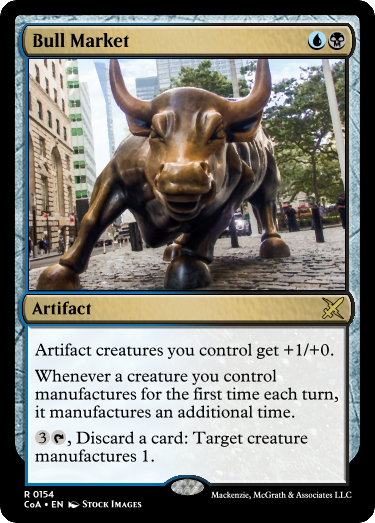 Bull Market
Artifact
Artifact creatures you control get +1/+0.
Whenever a creature you control
manufactures for the first time each turn,
it manufactures an additional time.
3, Discard a card: Target creature
manufactures 1.
R 0154
CoA • EN Stock Images
Mackenzie, McGrath & Associates LLC